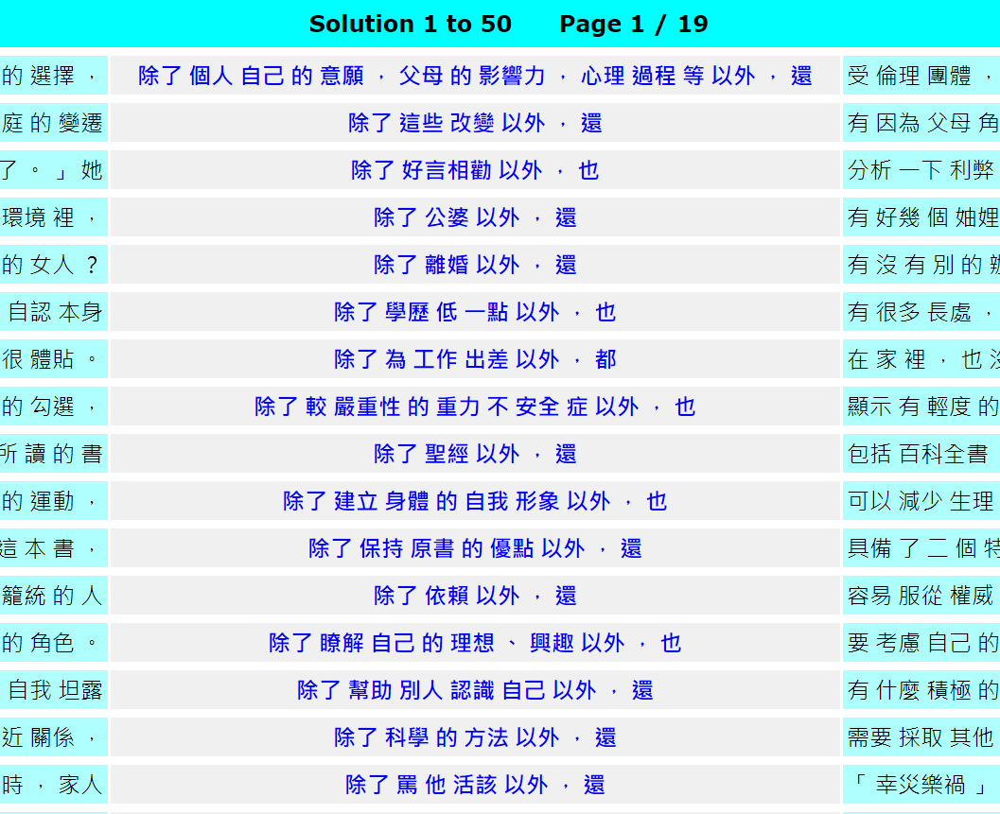 Solution 1 to 50 Page 1 / 19
的 選擇 ， 除了 個人 自己 的 意願 ， 父母 的 影響力 ， 心理 過程 等 以外 ， 還 受 倫理 團體 ，
庭 的 變遷 除了 這些 改變 以外 ， 還 有 因為 父母 角
了 。 」 她 除了 好言相勸 以外 ， 也 分析 一下 利弊
環境 裡 ， 除了 公婆 以外 ， 還 有 好幾 個 妯娌
的 女人 ？ 除了 離婚 以外 ， 還 有 沒 有 別 的
自認 本身 除了 學歷 低 一點 以外 ， 也 有 很多 長處 ，
很 體貼 。 除了 為 工作 出差 以外 ， 都 在 家 裡 ， 也
的 勾選 ， 除了 較 嚴重性 的 重力 不 安全 症 以外 ， 也 顯示 有 輕度 的
所 讀 的 書 除了 聖經 以外 ， 還 包括 百科全書
的 運動 ， 除了 建立 身體 的 自我 形象 以外 ， 也 可以 減少 生理
這 本 書 ， 除了 保持 原書 的 優點 以外 ， 還 具備 了 三 個 特
籠統 的 人 除了 依賴 以外 ， 還 容易 服從 權威
的 角色 。 除了 瞭解 自己 的 理想 、 興趣 以外 ， 也 要 考慮 自己 的
自我 坦露 除了 幫助 別人 認識 自己 以外 ， 還 有 什麼 積極 的
近 關係 ， 除了 科學 的 方法 以外 ， 還 需要 採取 其他
時 ， 家人 除了 罵 他 活該 以外 ， 還 「 幸災樂禍 」